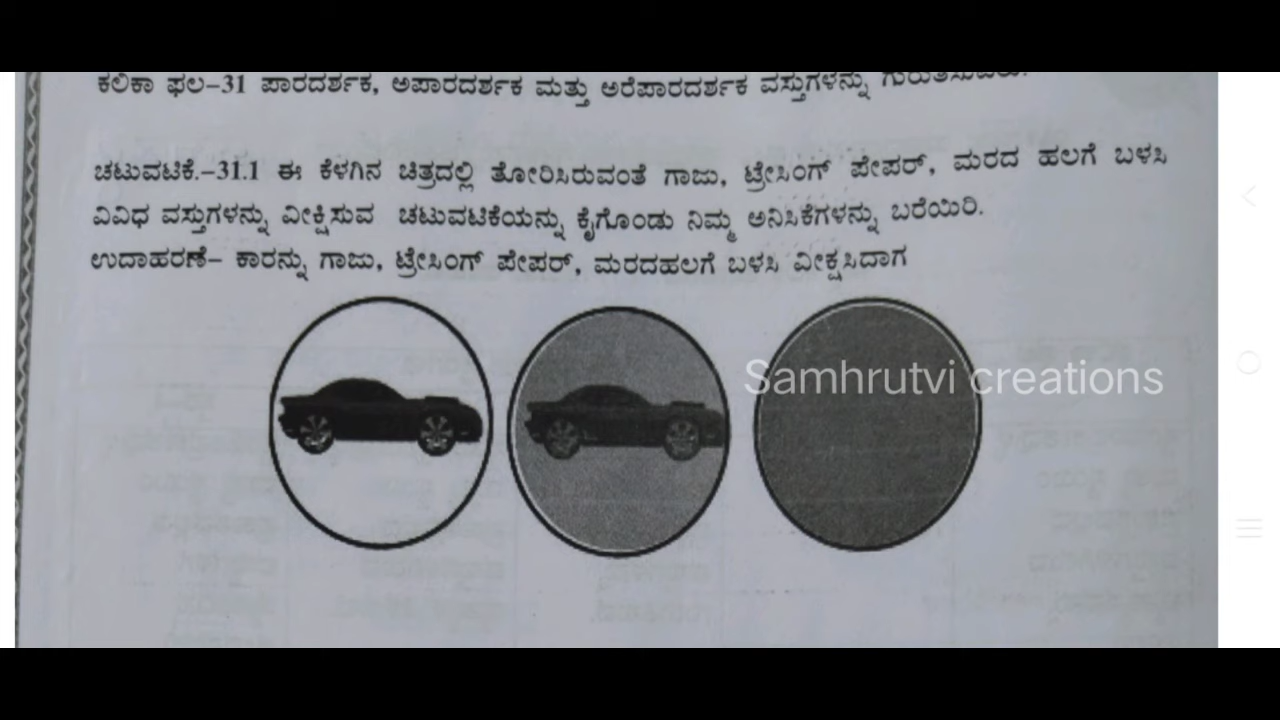 ಕಲಿಕಾ ಫಲ-31 ಪಾರದರ್ಶಕ, ಅಪಾರದರ್ಶಕ ಮತ್ತು ಅರೆಪಾರದರ್ಶಕ ವಸ್ತುಗಳನ್ನು
ಚಟುವಟಿಕೆ.-31.1 ಈ ಕೆಳಗಿನ ಚಿತ್ರದಲ್ಲಿ ತೋರಿಸಿರುವಂತೆ ಗಾಜು, ಟ್ರೇಸಿಂಗ್ ಪೇಪರ್, ಮರದ ಹಲಗೆ ಬಳಸಿ
ವಿವಿಧ ವಸ್ತುಗಳನ್ನು ವೀಕ್ಷಿಸುವ ಚಟುವಟಿಕೆಯನ್ನು ಕೈಗೊಂಡು ನಿಮ್ಮ ಅನಿಸಿಕೆಗಳನ್ನು ಬರೆಯಿರಿ.
ಉದಾಹರಣೆ- ಕಾರನ್ನು ಗಾಜು, ಟ್ರೇಸಿಂಗ್ ಪೇಪರ್, ಮರದಹಲಗೆ ಬಳಸಿ ವೀಕ್ಷಿಸಿದಾಗ
Samhrutvi creations